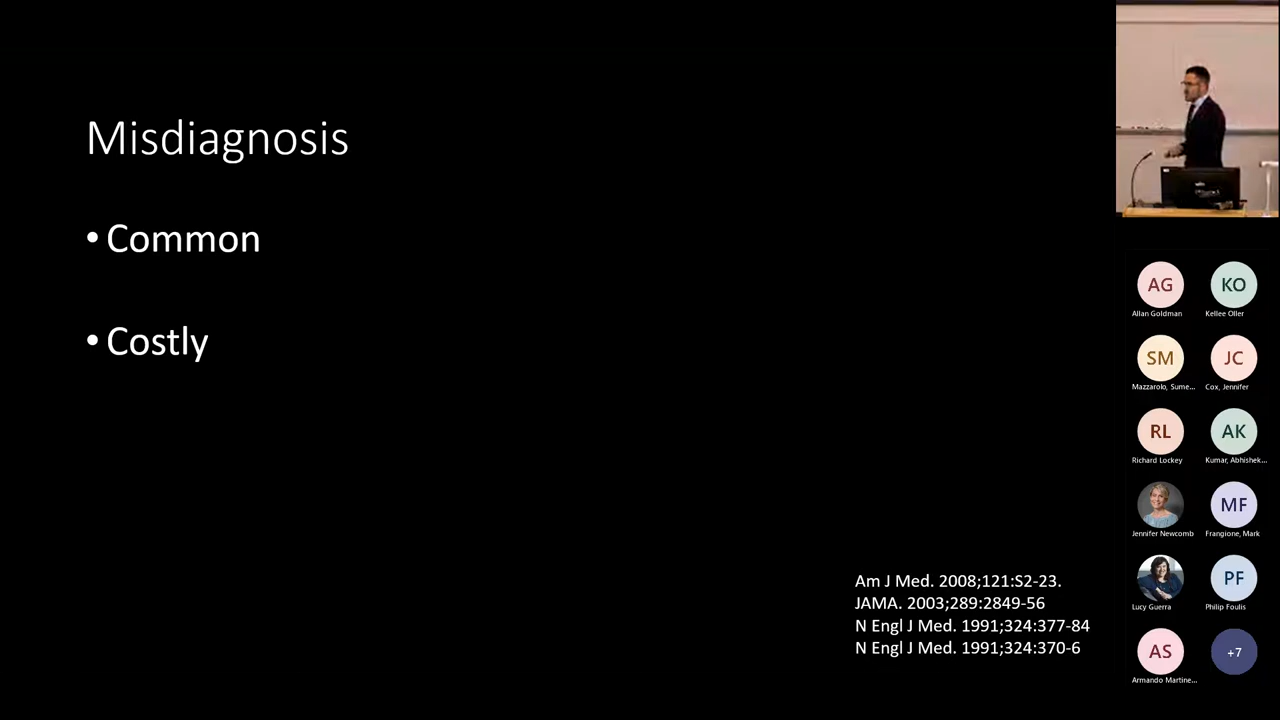 Misdiagnosis
• Common
• Costly
Am J Med. 2008;121:S2-23.
JAMA. 2003;289:2849-56
N Engl J Med. 1991;324:377-84
N Engl J Med. 1991;324:370-6
AG
KO
Allan Goldman
Kellee Oller
SM
JC
Mazzarolo, Sume...
Cox, Jennifer
RL
AK
Richard Lockey
Kumar, Abhishek...
MF
Jennifer Newcomb
Frangione, Mark
PF
Lucy Guerra
Philip Foulis
AS
+7
Armando Martine...